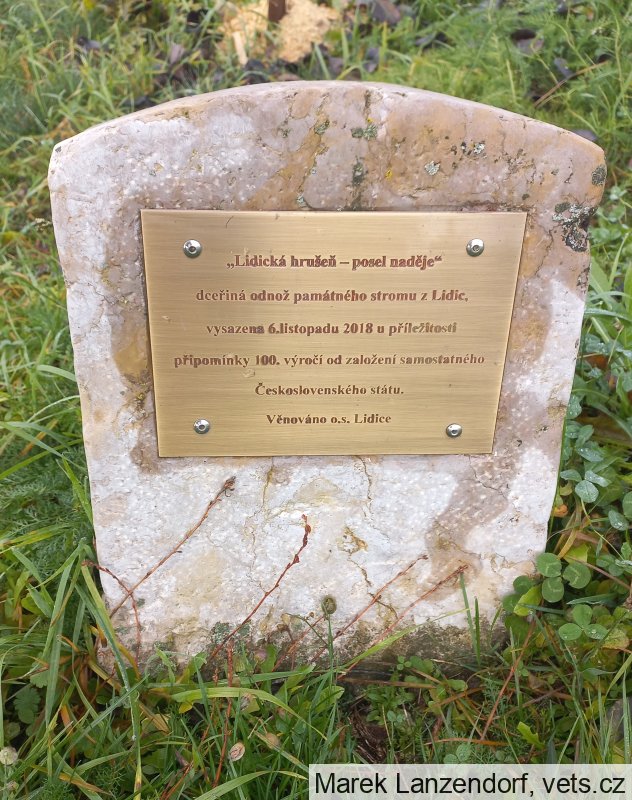 „Lidická hrušeň – posel naděje“
dceřiná odnož památného stromu z Lidic,
vysazena 6.listopadu 2018 u příležitosti
připomínky 100. výročí od založení samostatného
Československého státu.
Věnováno o.s. Lidice
Marek Lanzendorf, vets.cz